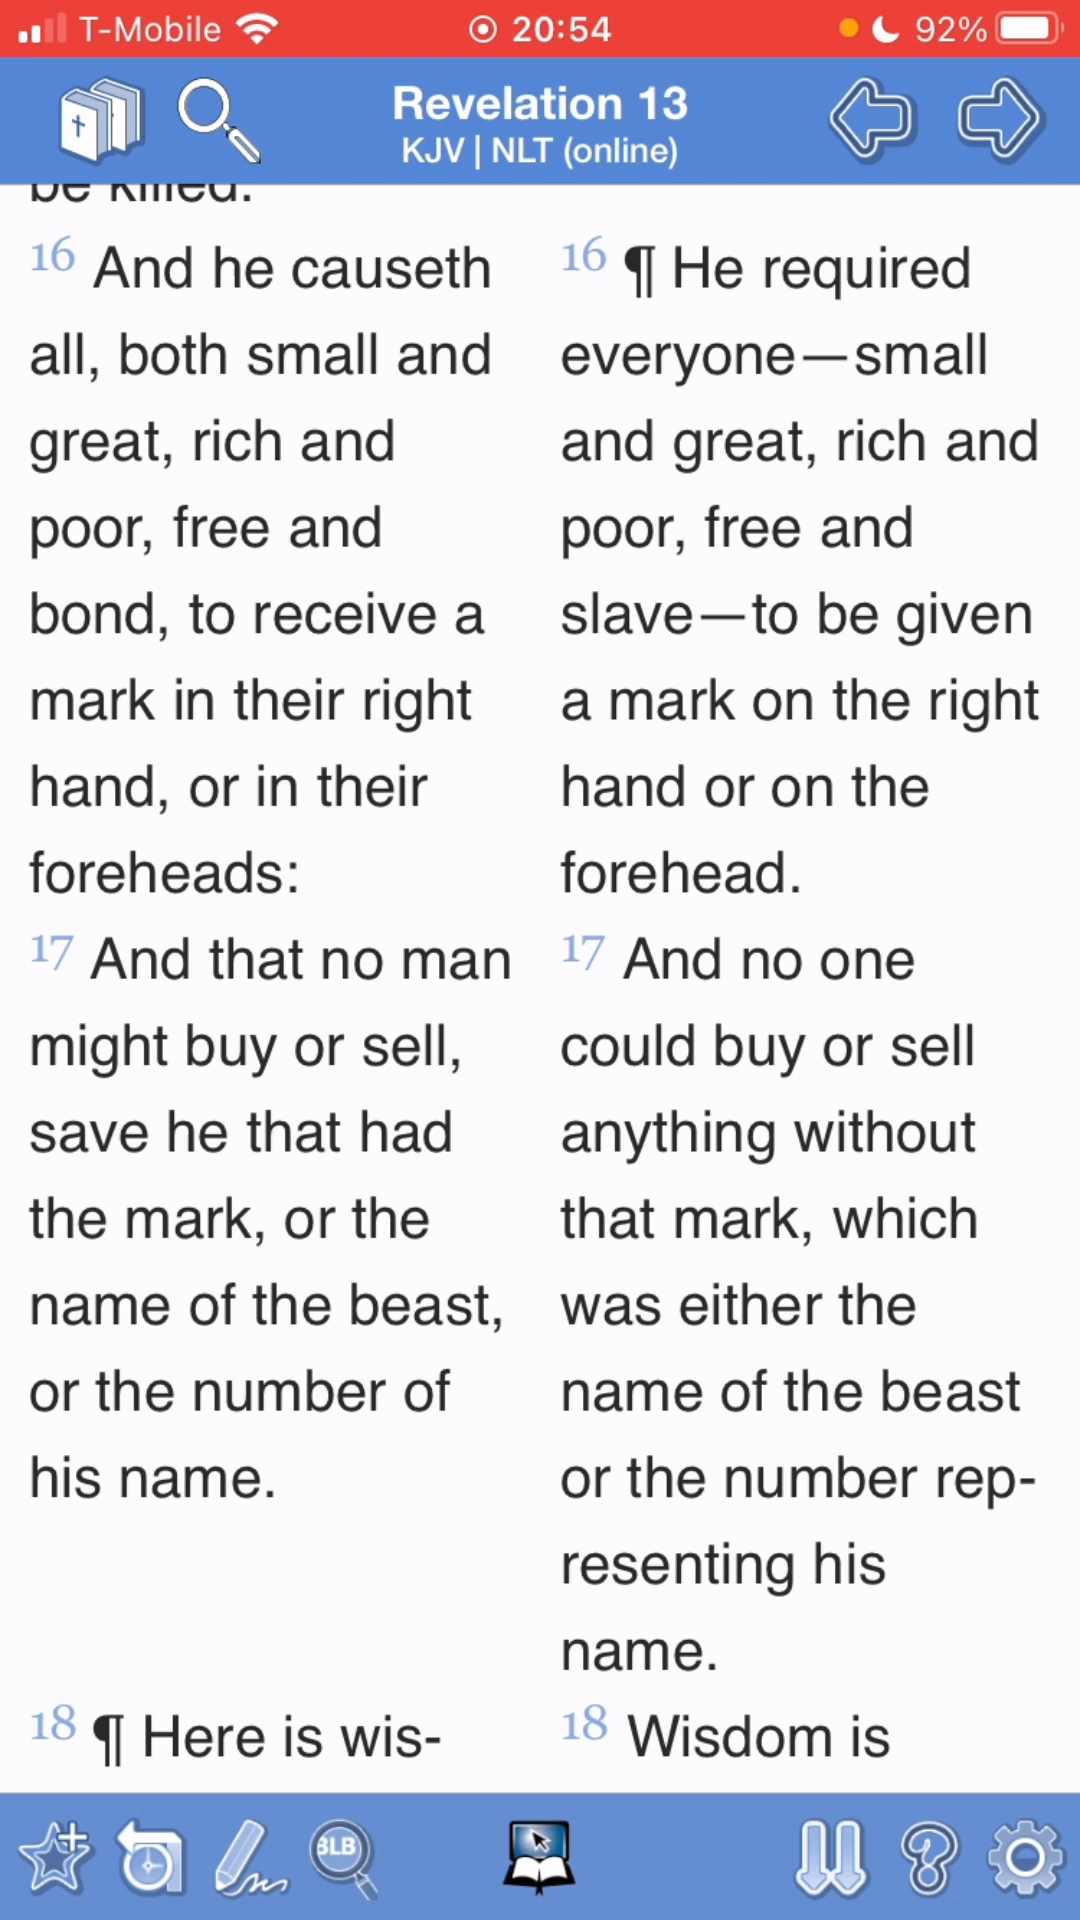 T-Mobile 20:54 92%
Revelation 13
KJV | NLT (online)
be killed.
16 And he causeth
all, both small and
great, rich and
poor, free and
bond, to receive a
mark in their right
hand, or in their
foreheads:
17 And that no man
might buy or sell,
save he that had
the mark, or the
name of the beast,
or the number of
his name.
18 ¶ Here is wis-
16 ¶ He required
everyone—small
and great, rich and
poor, free and
slave—to be given
a mark on the right
hand or on the
forehead.
17 And no one
could buy or sell
anything without
that mark, which
was either the
name of the beast
or the number rep-
resenting his
name.
18 Wisdom is
BLB